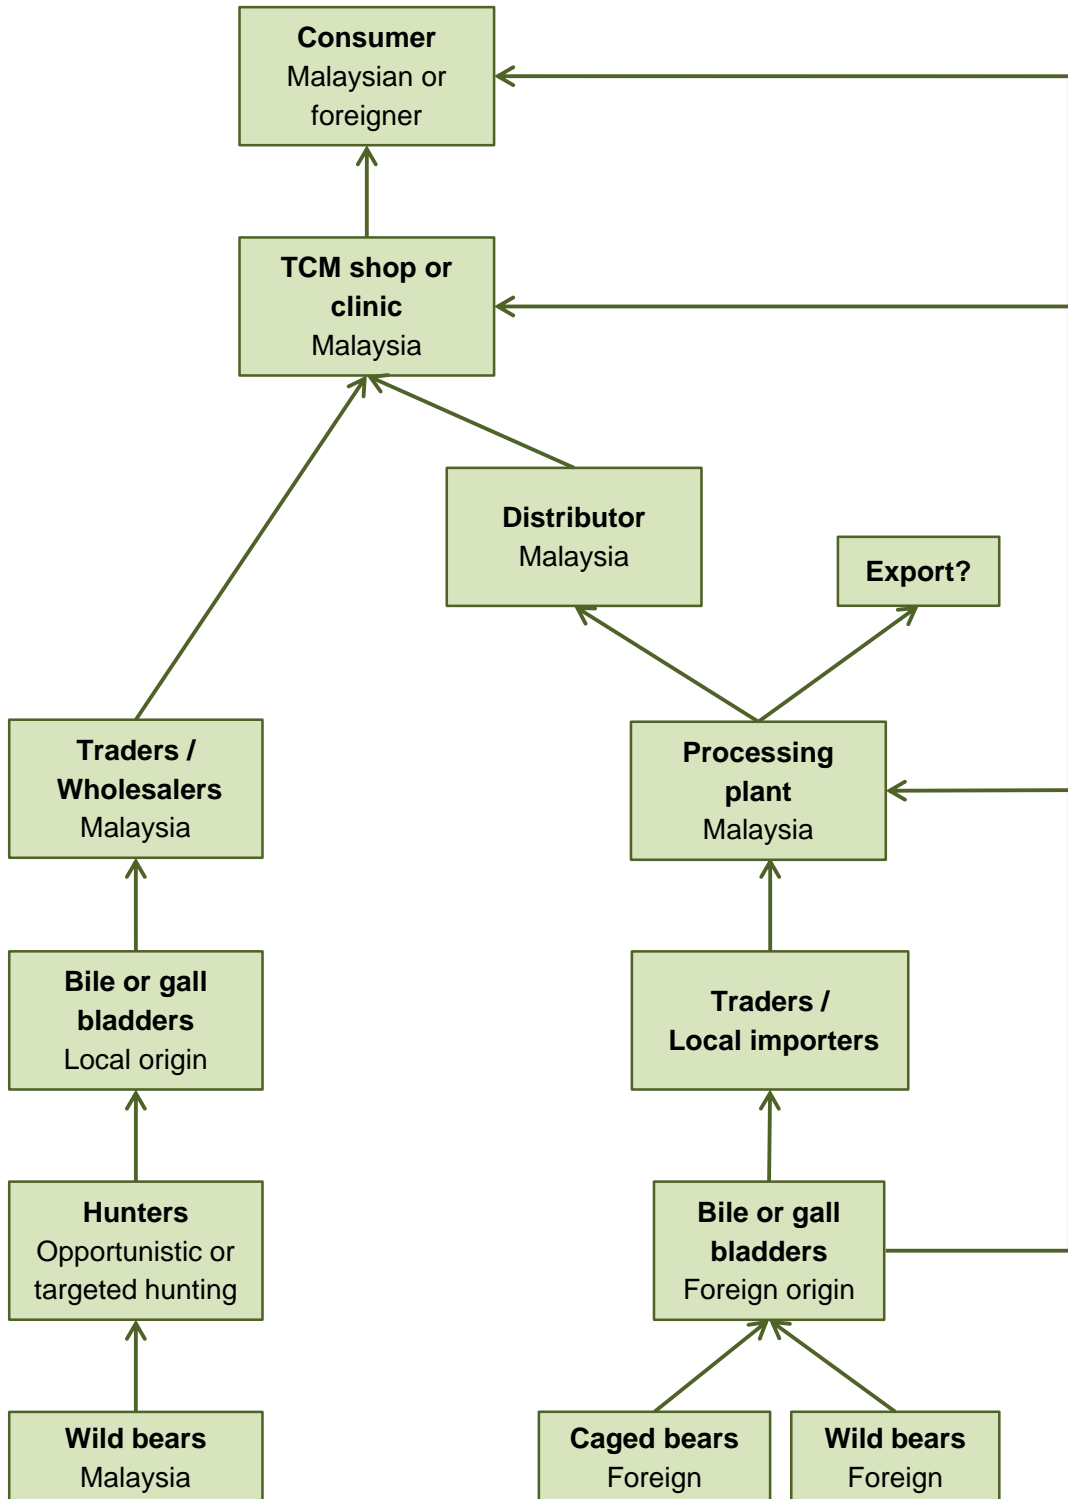 Consumer
Malaysian or
foreigner
TCM shop or
clinic
Malaysia
Distributor
Malaysia
Export?
Traders /
Wholesalers
Malaysia
Processing
plant
Malaysia
Bile or gall
bladders
Local origin
Traders /
Local importers
Hunters
Opportunistic or
targeted hunting
Bile or gall
bladders
Foreign origin
Wild bears
Malaysia
Caged bears
Foreign
Wild bears
Foreign